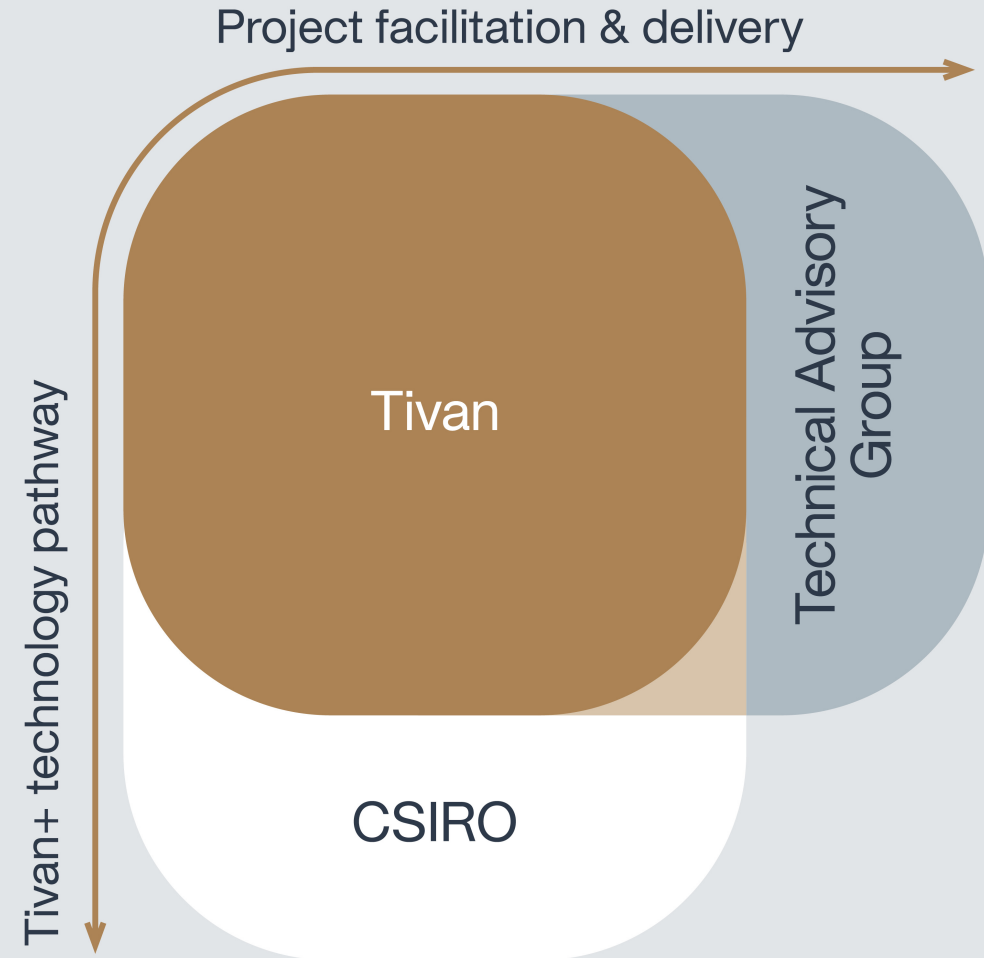 Project facilitation & delivery
Tivan+ technology pathway
Tivan
Technical Advisory
Group
CSIRO